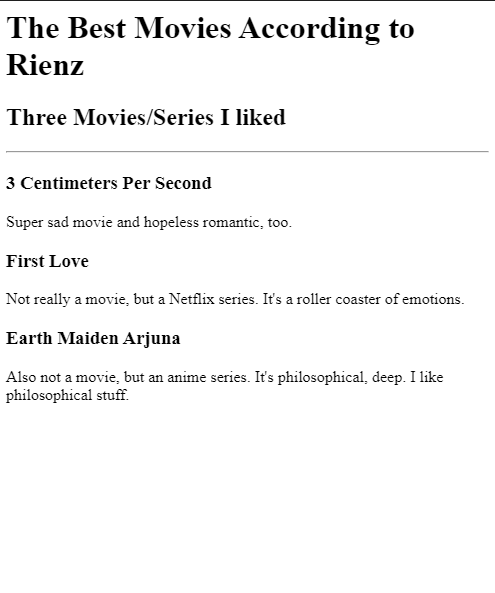 The Best Movies According to
Rienz
Three Movies/Series I liked
3 Centimeters Per Second
Super sad movie and hopeless romantic, too.
First Love
Not really a movie, but a Netflix series. It's a roller coaster of emotions.
Earth Maiden Arjuna
Also not a movie, but an anime series. It's philosophical, deep. I like
philosophical stuff.